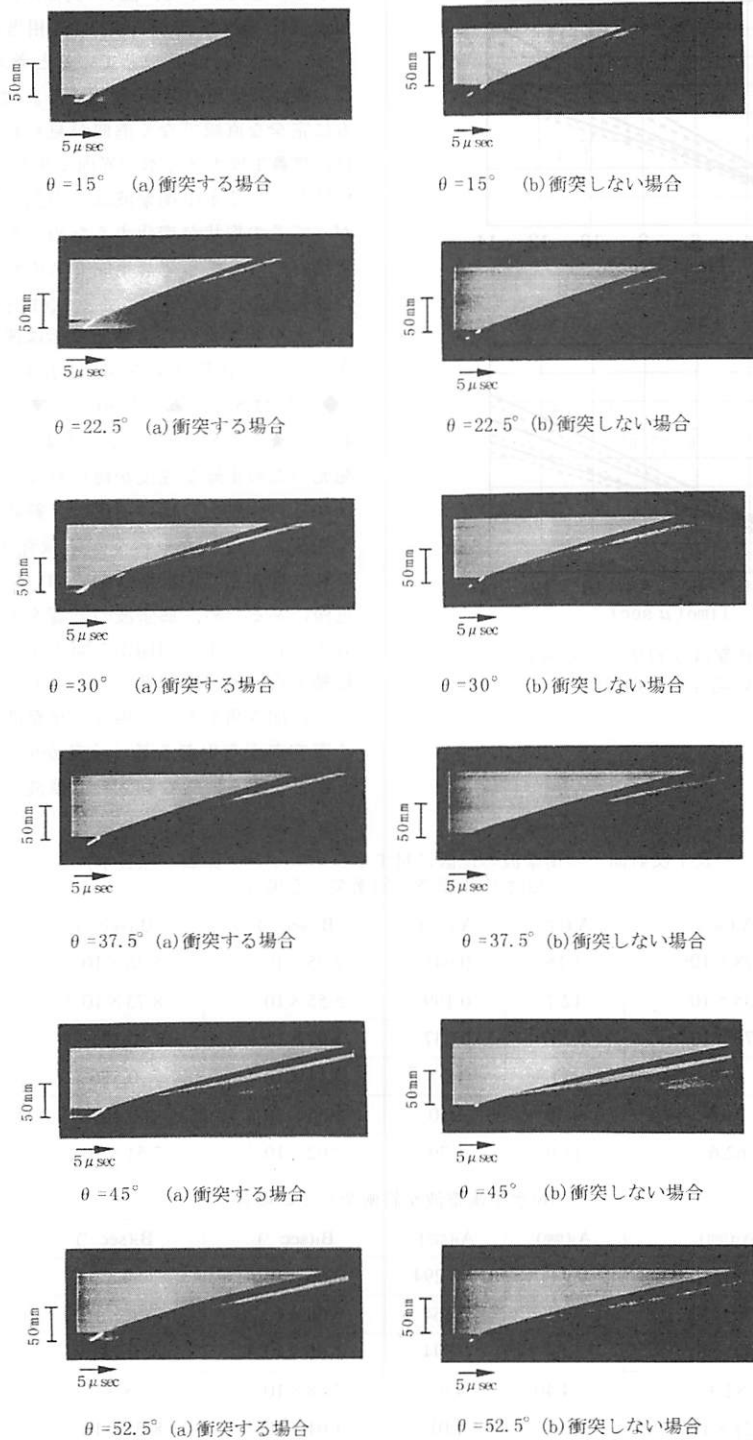 50mm 50mm
5μsec 5μsec
θ=15° (a)衝突する場合 θ=15° (b)衝突しない場合
50mm 50mm
5μsec 5μsec
θ=22.5° (a)衝突する場合 θ=22.5° (b)衝突しない場合
50mm 50mm
5μsec 5μsec
θ=30° (a)衝突する場合 θ=30° (b)衝突しない場合
50mm 50mm
5μsec 5μsec
θ=37.5° (a)衝突する場合 θ=37.5° (b)衝突しない場合
50mm 50mm
5μsec 5μsec
θ=45° (a)衝突する場合 θ=45° (b)衝突しない場合
50mm 50mm
5μsec 5μsec
θ=52.5° (a)衝突する場合 θ=52.5° (b)衝突しない場合